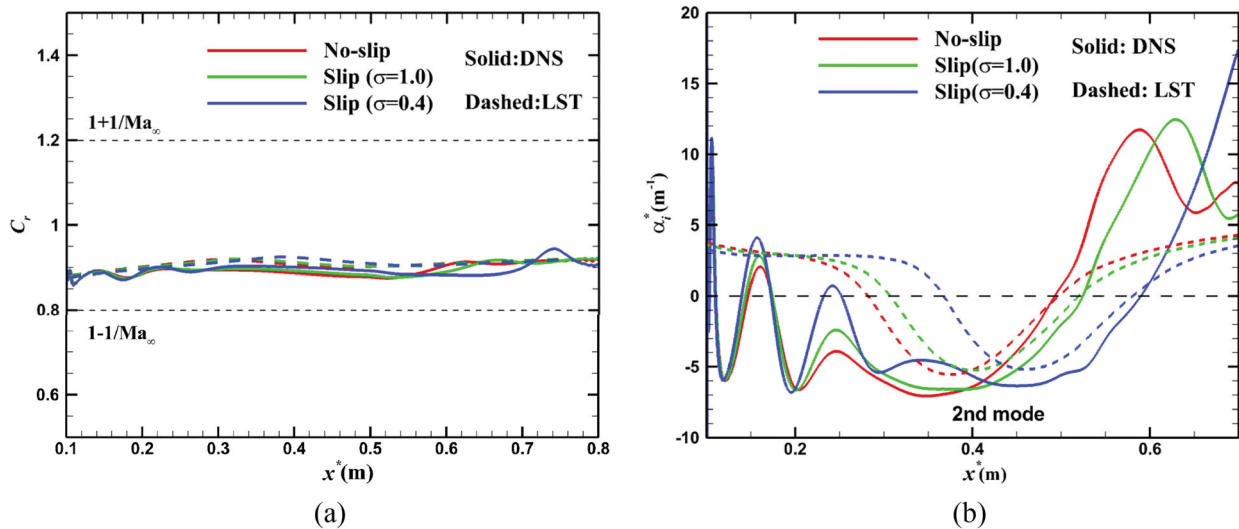 No-slip
Slip (σ=1.0)
Slip (σ=0.4)
Solid:DNS
Dashed:LST
1+1/Ma∞
1-1/Ma∞
C_r
1.4
1.2
1
0.8
0.6
0.1 0.2 0.3 0.4 0.5 0.6 0.7 0.8
x*(m)
(a)
No-slip
Slip(σ=1.0)
Slip(σ=0.4)
Solid: DNS
Dashed: LST
α_i^*(m⁻¹)
20
15
10
5
0
-5
-10
2nd mode
0.2 0.4 0.6
x*(m)
(b)